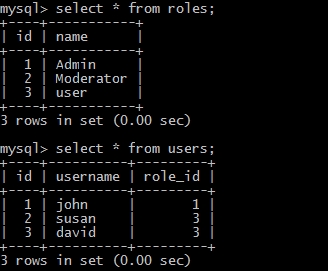 mysql> select * from roles;
+----+-----------+
| id | name      |
+----+-----------+
|  1 | Admin     |
|  2 | Moderator |
|  3 | user      |
+----+-----------+
3 rows in set (0.00 sec)

mysql> select * from users;
+----+----------+---------+
| id | username | role_id |
+----+----------+---------+
|  1 | john     |       1 |
|  2 | susan    |       3 |
|  3 | david    |       3 |
+----+----------+---------+
3 rows in set (0.00 sec)